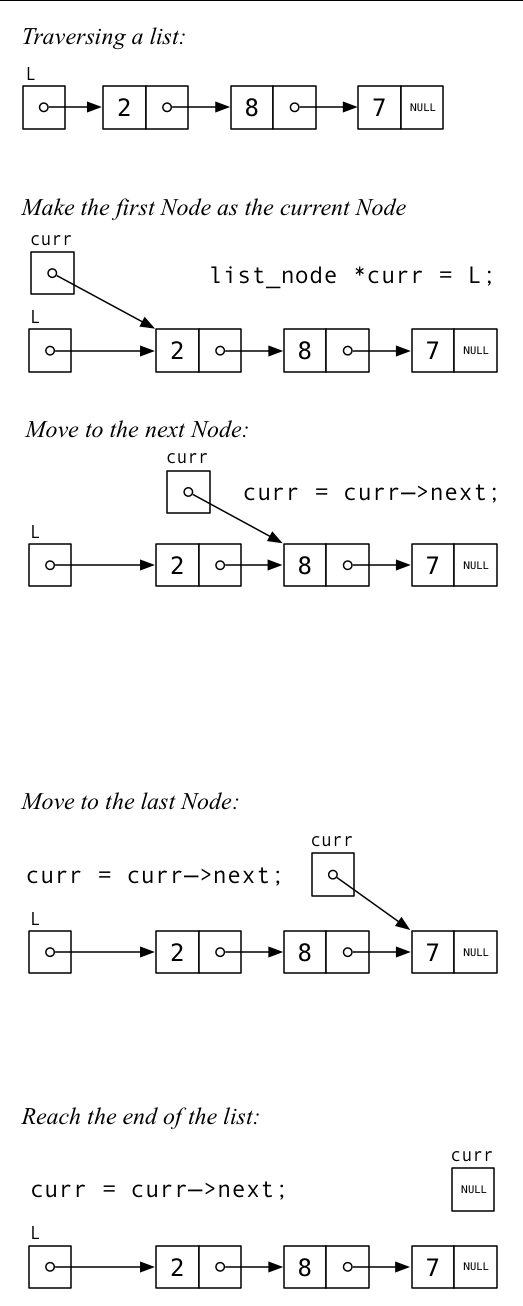 Traversing a list:
L
2 8 7 NULL
Make the first Node as the current Node
curr
list_node *curr = L;
L
2 8 7 NULL
Move to the next Node:
curr
curr = curr—>next;
L
2 8 7 NULL
Move to the last Node:
curr
curr = curr—>next;
L
2 8 7 NULL
Reach the end of the list:
curr
curr = curr—>next; NULL
L
2 8 7 NULL